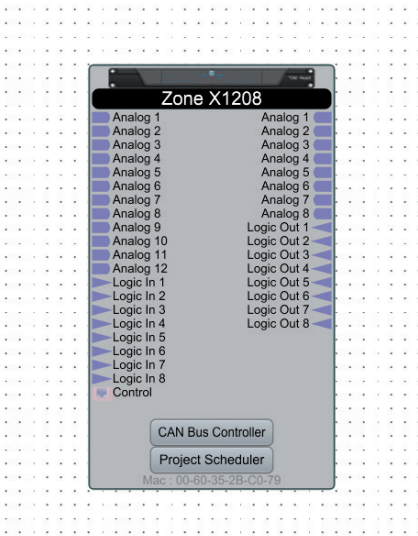 Zone X1208
Analog 1 Analog 1
Analog 2 Analog 2
Analog 3 Analog 3
Analog 4 Analog 4
Analog 5 Analog 5
Analog 6 Analog 6
Analog 7 Analog 7
Analog 8 Analog 8
Analog 9 Logic Out 1
Analog 10 Logic Out 2
Analog 11 Logic Out 3
Analog 12 Logic Out 4
Logic In 1 Logic Out 5
Logic In 2 Logic Out 6
Logic In 3 Logic Out 7
Logic In 4 Logic Out 8
Logic In 5
Logic In 6
Logic In 7
Logic In 8
Control
CAN Bus Controller
Project Scheduler
Mac : 00-60-35-2B-C0-79